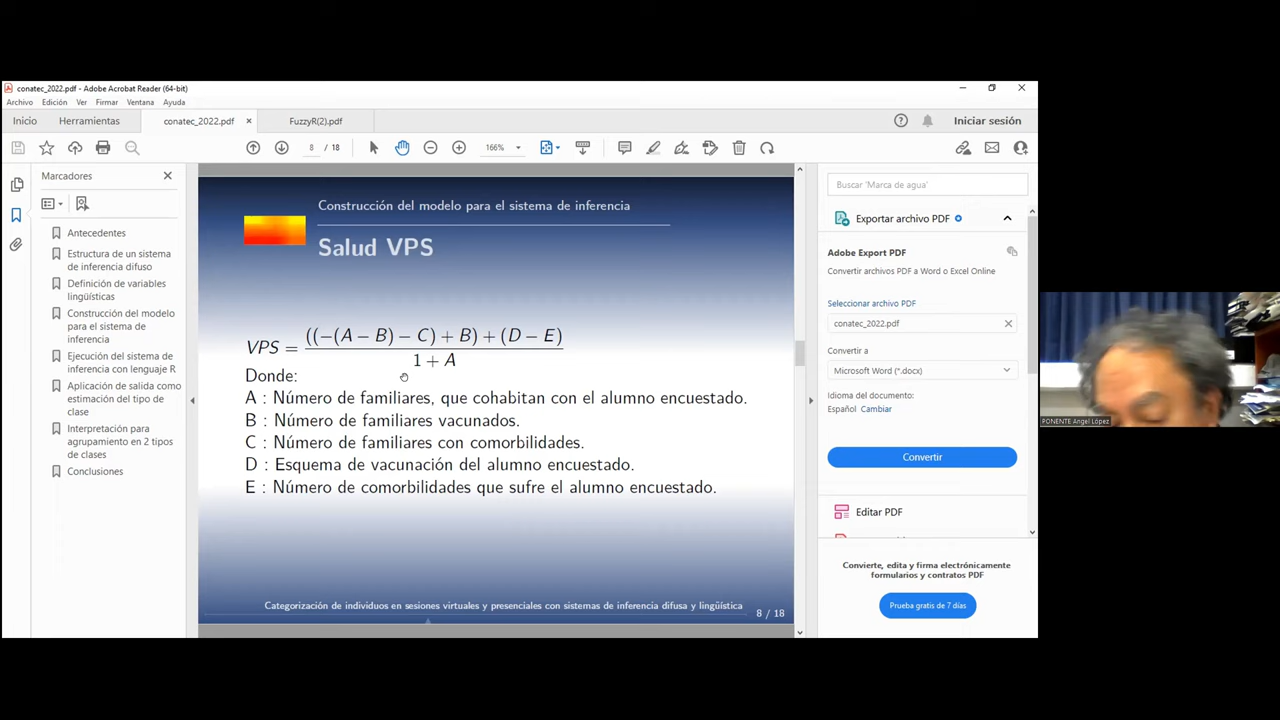 conatec_2022.pdf - Adobe Acrobat Reader (64-bit)
Archivo Edición Ver Firmar Ventana Ayuda
Inicio Herramientas conatec_2022.pdf × FuzzyR(2).pdf Iniciar sesión
8 / 18 166%
Marcadores
Antecedentes
Estructura de un sistema
de inferencia difuso
Definición de variables
lingüísticas
Construcción del modelo
para el sistema de
inferencia
Ejecución del sistema de
inferencia con lenguaje R
Aplicación de salida como
estimación del tipo de
clase
Interpretación para
agrupamiento en 2 tipos
de clases
Conclusiones
Construcción del modelo para el sistema de inferencia
Salud VPS
VPS = ((−(A − B) − C) + B) + (D − E)
1 + A
Donde:
A : Número de familiares, que cohabitan con el alumno encuestado.
B : Número de familiares vacunados.
C : Número de familiares con comorbilidades.
D : Esquema de vacunación del alumno encuestado.
E : Número de comorbilidades que sufre el alumno encuestado.
Categorización de individuos en sesiones virtuales y presenciales con sistemas de inferencia difusa y lingüística
8 / 18
Buscar 'Marca de agua'
Exportar archivo PDF
Adobe Export PDF
Convertir archivos PDF a Word o Excel Online
Seleccionar archivo PDF
conatec_2022.pdf
Convertir a
Microsoft Word (*.docx)
Idioma del documento:
Español Cambiar
Convertir
Editar PDF
Convierte, edita y firma electrónicamente
formularios y contratos PDF
Prueba gratis de 7 días
PONENTE Angel López